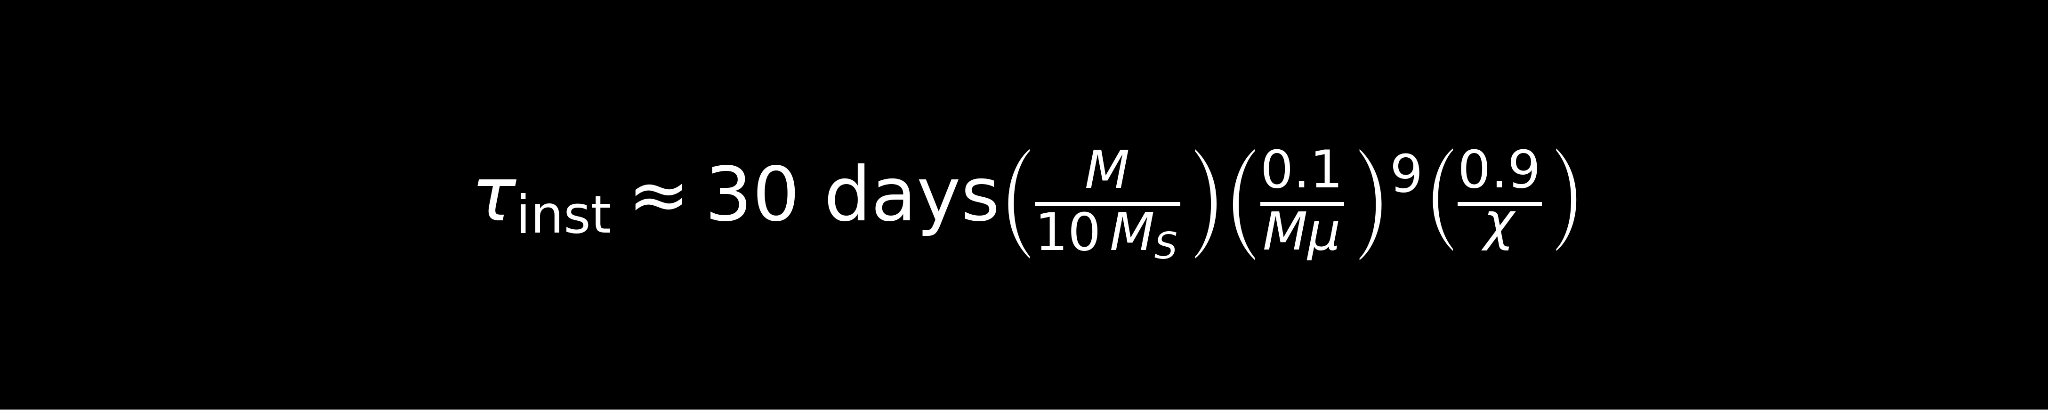 τ_inst ≈ 30 days(M/(10 M_S))(0.1/(Mμ))^9(0.9/χ)